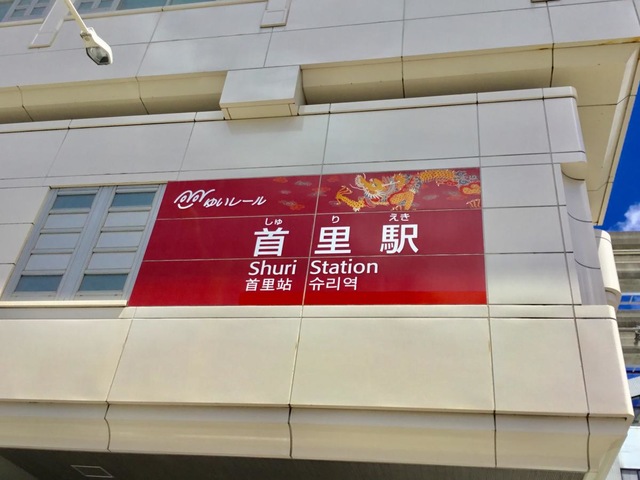 ゆいレール
しゅ り えき
首里駅
Shuri Station
首里站 슈리역